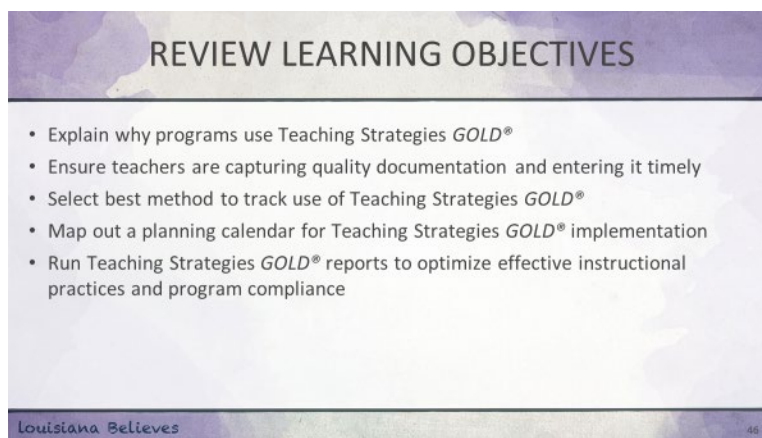 REVIEW LEARNING OBJECTIVES
• Explain why programs use Teaching Strategies GOLD®
• Ensure teachers are capturing quality documentation and entering it timely
• Select best method to track use of Teaching Strategies GOLD®
• Map out a planning calendar for Teaching Strategies GOLD® implementation
• Run Teaching Strategies GOLD® reports to optimize effective instructional
practices and program compliance
Louisiana Believes
46